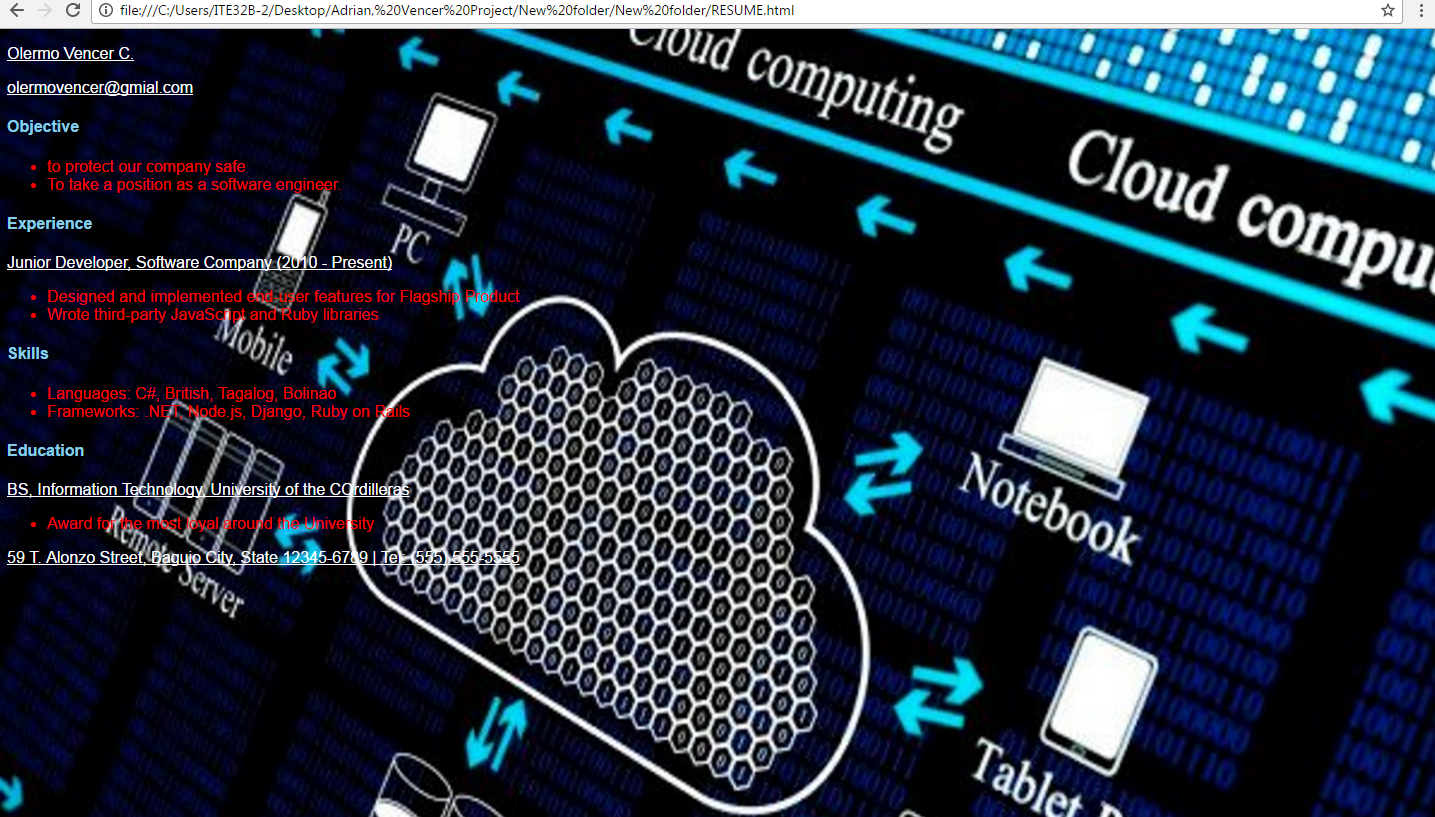 file:///C:/Users/ITE32B-2/Desktop/Adrian,%20Vencer%20Project/New%20folder/New%20folder/RESUME.html
Olermo Vencer C.
olermovencer@gmial.com
Objective
to protect our company safe
To take a position as a software engineer.
Experience
Junior Developer, Software Company (2010 - Present)
Designed and implemented end-user features for Flagship Product
Wrote third-party JavaScript and Ruby libraries
Skills
Languages: C#, British, Tagalog, Bolinao
Frameworks: .NET, Node.js, Django, Ruby on Rails
Education
BS, Information Technology, University of the COrdilleras
Award for the most loyal around the University
59 T. Alonzo Street, Baguio City, State 12345-6789 | Tel: (555) 555-5555
Cloud computing
Cloud compu
PC
Mobile
Remote Server
Notebook
Tablet